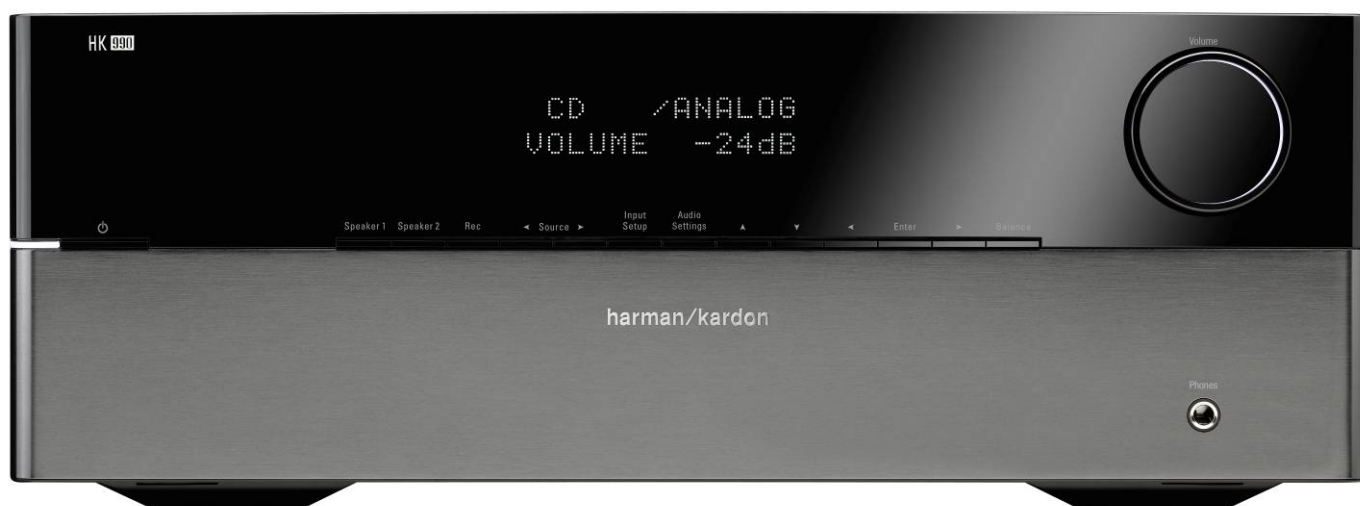 HK 990
Volume
CD /ANALOG
VOLUME -24dB
Speaker 1 Speaker 2 Rec ◄ Source ► Input Setup Audio Settings ▲ ▼ ◄ Enter ► Balance
harman/kardon
Phones